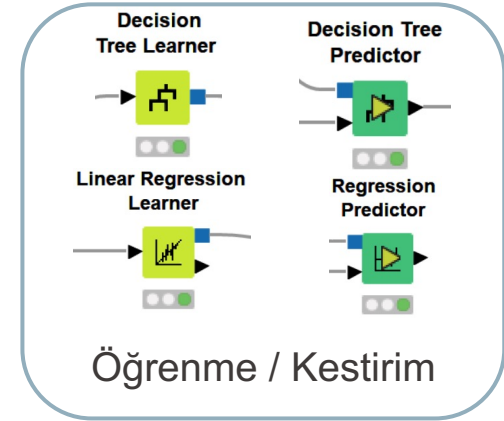 Decision
Tree Learner
Decision Tree
Predictor
Linear Regression
Learner
Regression
Predictor
Öğrenme / Kestirim